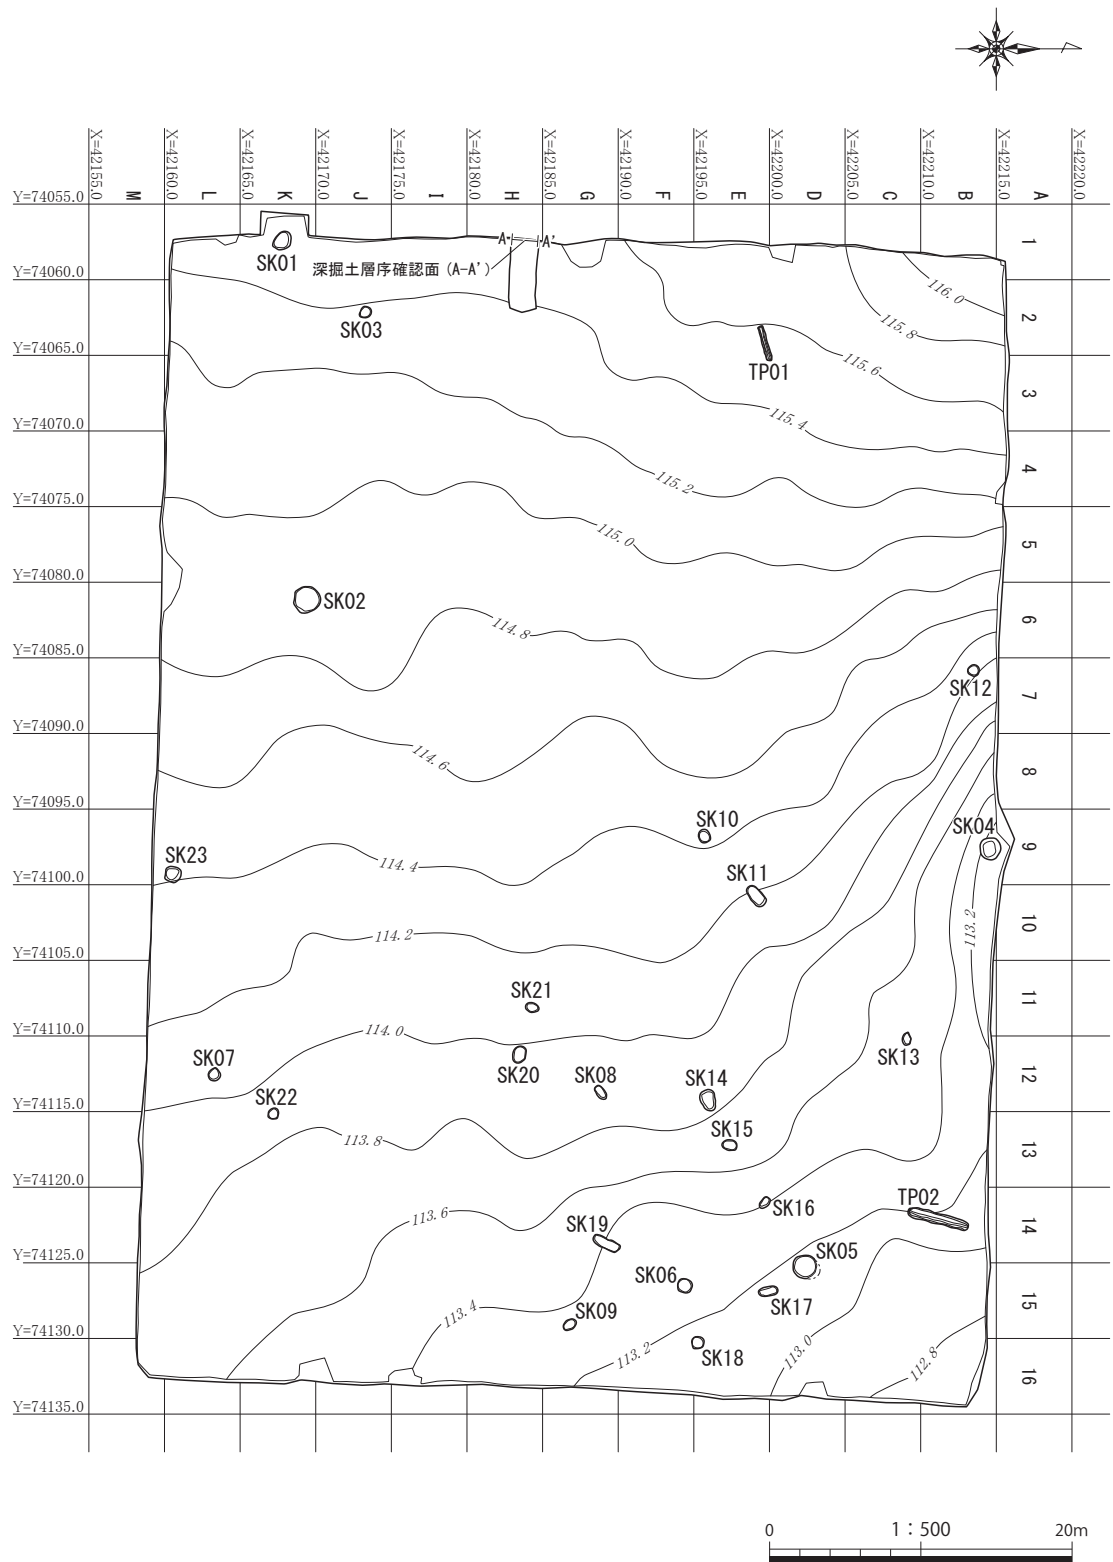 X=42155.0
X=42160.0
X=42165.0
X=42170.0
X=42175.0
X=42180.0
X=42185.0
X=42190.0
X=42195.0
X=42200.0
X=42205.0
X=42210.0
X=42215.0
X=42220.0
M
L
K
J
I
H
G
F
E
D
C
B
A
Y=74055.0
1
A
A'
SK01
深掘土層序確認面 (A-A')
Y=74060.0
116.0
2
SK03
115.8
Y=74065.0
TP01
115.6
3
115.4
Y=74070.0
4
115.2
Y=74075.0
115.0
5
Y=74080.0
SK02
6
114.8
Y=74085.0
SK12
7
Y=74090.0
114.6
8
Y=74095.0
SK10
SK04
9
SK23
114.4
SK11
Y=74100.0
113.2
10
114.2
Y=74105.0
SK21
11
114.0
Y=74110.0
SK07
SK20
SK08
SK14
SK13
12
SK22
Y=74115.0
SK15
113.8
13
Y=74120.0
TP02
SK16
113.6
SK19
14
SK05
Y=74125.0
SK06
SK17
15
SK09
113.4
Y=74130.0
113.2
SK18
113.0
112.8
16
Y=74135.0
0
1：500
20m